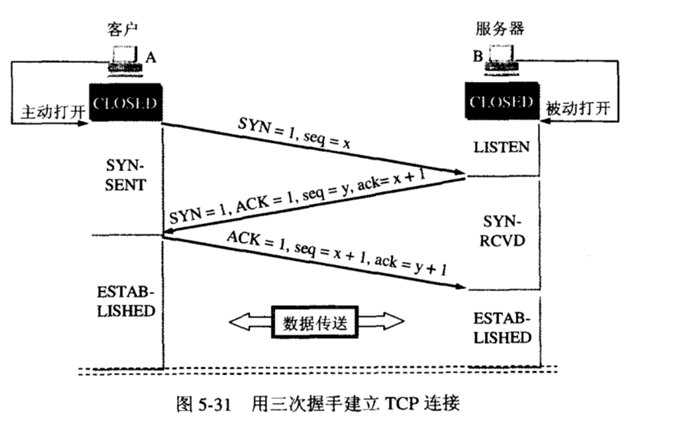 客户
服务器
A
B
CLOSED
CLOSED
主动打开
被动打开
SYN = 1, seq = x
LISTEN
SYN-
SENT
SYN = 1, ACK = 1, seq = y, ack= x + 1
SYN-
RCVD
ACK = 1, seq = x + 1, ack = y + 1
ESTAB-
LISHED
数据传送
ESTAB-
LISHED
图 5-31 用三次握手建立 TCP 连接